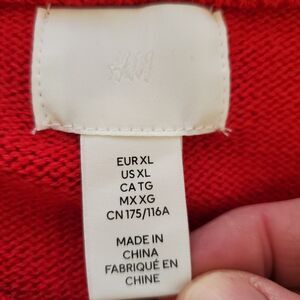 H&M
EUR XL
US XL
CA TG
MX XG
CN 175/116A
MADE IN
CHINA
FABRIQUÉ EN
CHINE